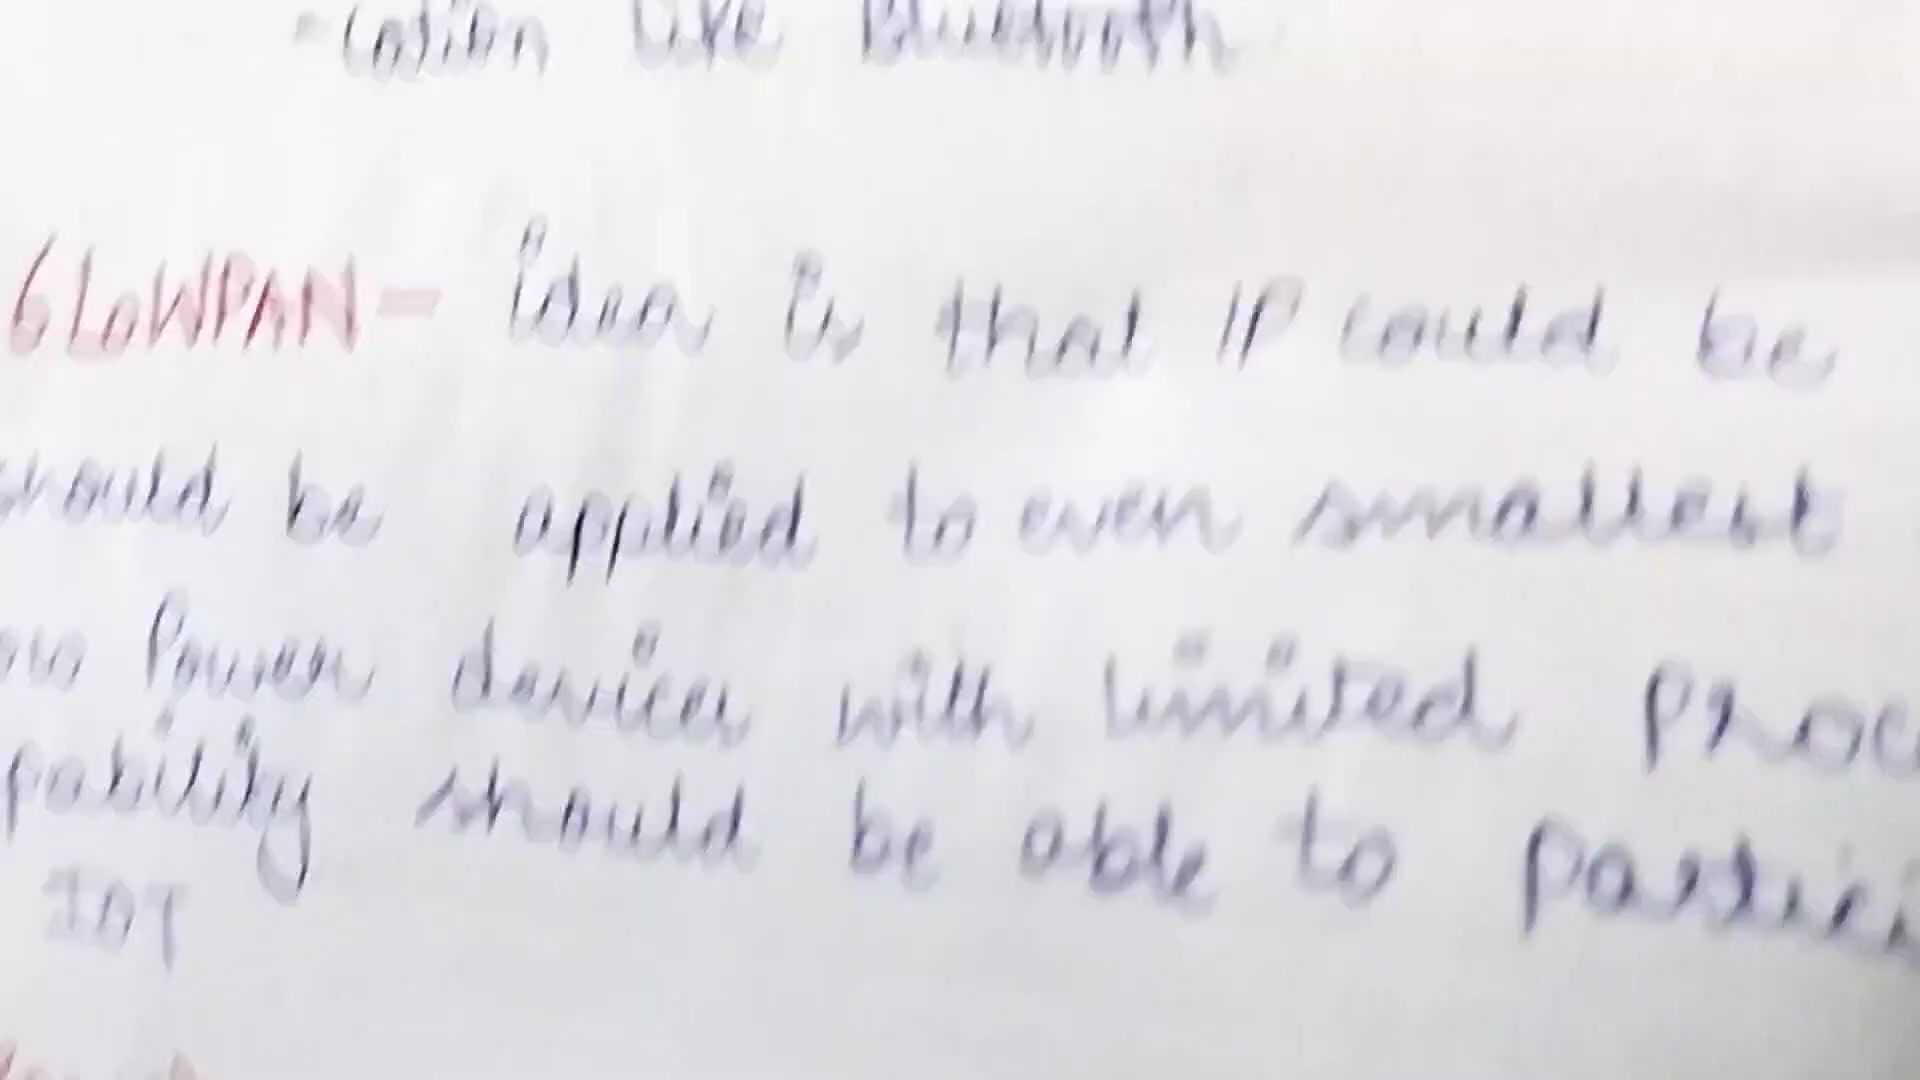 -cation like Bluetooth
6LoWPAN - idea is that IP could be
should be applied to even smallest
ow Power devices with limited Proc
pability should be able to partici
IOT